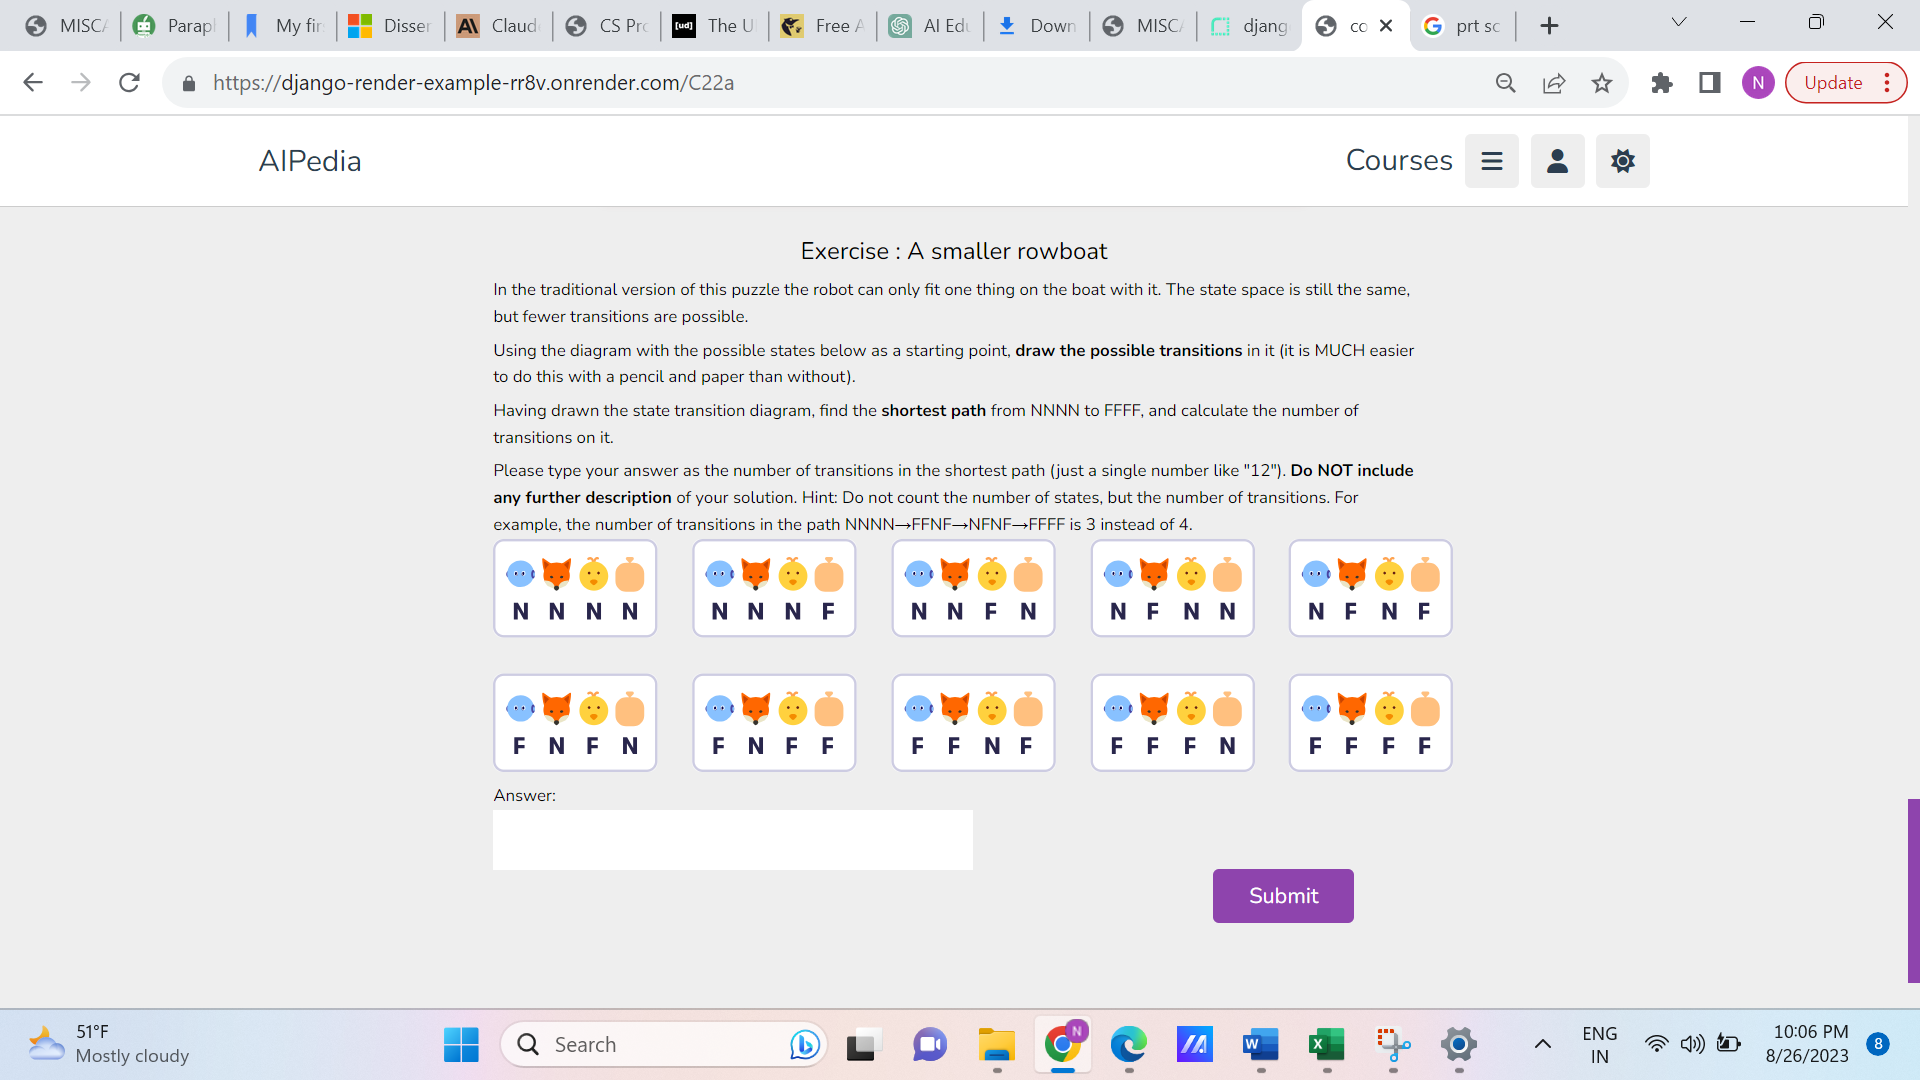 MISCA Parapl My fir Disser Claud CS Pro The U Free A AI Edu Down MISCA djang co prt sc
https://django-render-example-rr8v.onrender.com/C22a N Update
AIPedia Courses
Exercise : A smaller rowboat
In the traditional version of this puzzle the robot can only fit one thing on the boat with it. The state space is still the same,
but fewer transitions are possible.
Using the diagram with the possible states below as a starting point, draw the possible transitions in it (it is MUCH easier
to do this with a pencil and paper than without).
Having drawn the state transition diagram, find the shortest path from NNNN to FFFF, and calculate the number of
transitions on it.
Please type your answer as the number of transitions in the shortest path (just a single number like "12"). Do NOT include
any further description of your solution. Hint: Do not count the number of states, but the number of transitions. For
example, the number of transitions in the path NNNN→FFNF→NFNF→FFFF is 3 instead of 4.
N N N N N N N F N N F N N F N N N F N F
F N F N F N F F F F N F F F F N F F F F
Answer:
Submit
51°F
Mostly cloudy
Search
N
ENG
IN
10:06 PM
8/26/2023
8